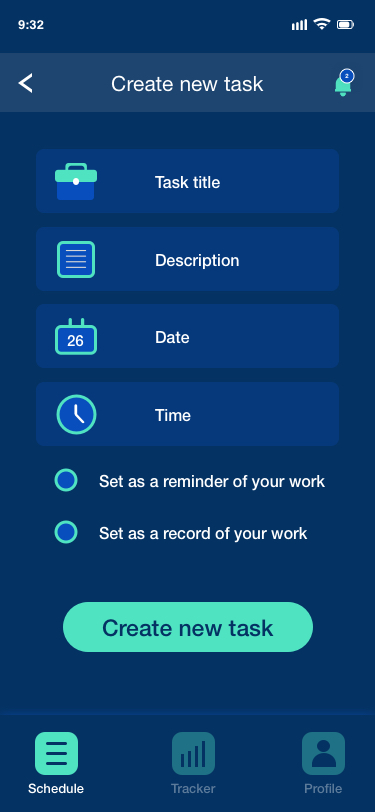 9:32
Create new task
2
Task title
Description
26
Date
Time
Set as a reminder of your work
Set as a record of your work
Create new task
Schedule
Tracker
Profile